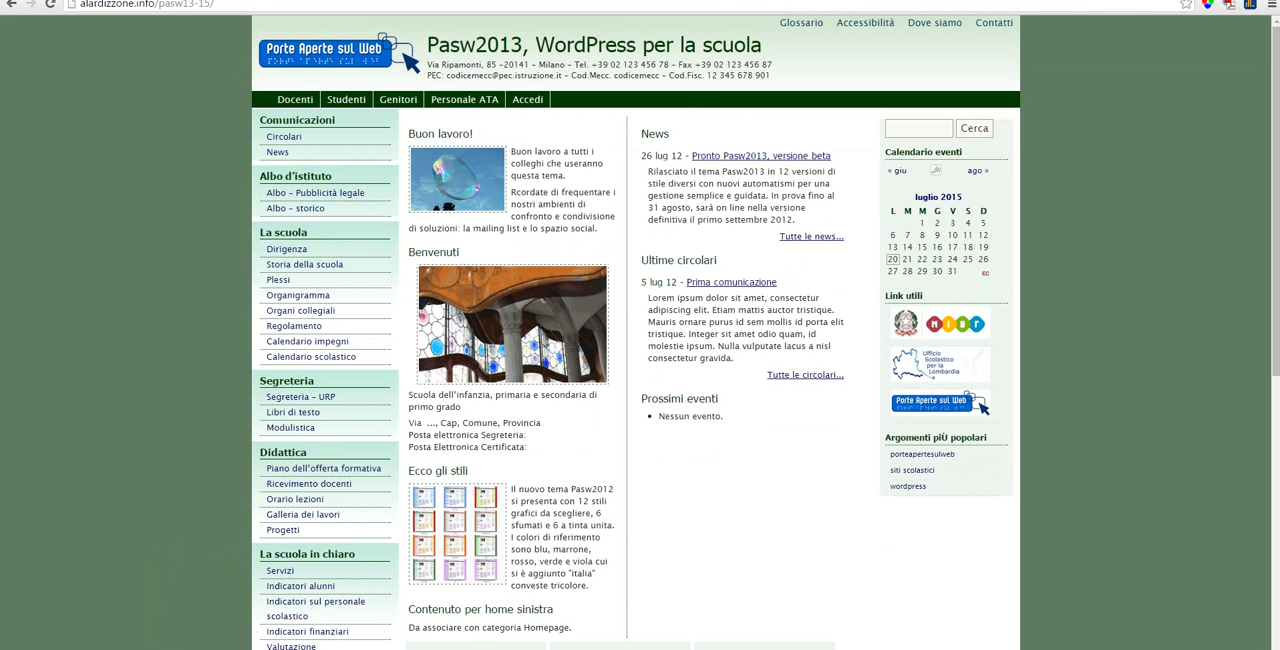 alardizzone.info/pasw13-15/
Glossario Accessibilità Dove siamo Contatti
Porte Aperte sul Web
Pasw2013, WordPress per la scuola
Via Ripamonti, 85 -20141 - Milano - Tel. +39 02 123 456 78 - Fax +39 02 123 456 87
PEC: codicemecc@pec.istruzione.it - Cod.Mecc. codicemecc - Cod.Fisc. 12 345 678 901
Docenti Studenti Genitori Personale ATA Accedi
Comunicazioni
Circolari
News
Albo d'istituto
Albo – Pubblicità legale
Albo – storico
La scuola
Dirigenza
Storia della scuola
Plessi
Organigramma
Organi collegiali
Regolamento
Calendario impegni
Calendario scolastico
Segreteria
Segreteria – URP
Libri di testo
Modulistica
Didattica
Piano dell'offerta formativa
Ricevimento docenti
Orario lezioni
Galleria dei lavori
Progetti
La scuola in chiaro
Servizi
Indicatori alunni
Indicatori sul personale
scolastico
Indicatori finanziari
Valutazione
Buon lavoro!
Buon lavoro a tutti i
colleghi che useranno
questa tema.
Rcordate di frequentare i
nostri ambienti di
confronto e condivisione
di soluzioni: la mailing list e lo spazio social.
Benvenuti
Scuola dell'infanzia, primaria e secondaria di
primo grado
Via ..., Cap, Comune, Provincia
Posta elettronica Segreteria:
Posta Elettronica Certificata:
Ecco gli stili
Il nuovo tema Pasw2012
si presenta con 12 stili
grafici da scegliere, 6
sfumati e 6 a tinta unita.
I colori di riferimento
sono blu, marrone,
rosso, verde e viola cui
si è aggiunto "italia"
conveste tricolore.
Contenuto per home sinistra
Da associare con categoria Homepage.
News
26 lug 12 - Pronto Pasw2013, versione beta
Rilasciato il tema Pasw2013 in 12 versioni di
stile diversi con nuovi automatismi per una
gestione semplice e guidata. In prova fino al
31 agosto, sarà on line nella versione
definitiva il primo settembre 2012.
Tutte le news...
Ultime circolari
5 lug 12 - Prima comunicazione
Lorem ipsum dolor sit amet, consectetur
adipiscing elit. Etiam mattis auctor tristique.
Mauris ornare purus id sem mollis id porta elit
tristique. Integer sit amet odio quam, id
molestie ipsum. Nulla vulputate lacus a nisl
consectetur gravida.
Tutte le circolari...
Prossimi eventi
Nessun evento.
Cerca
Calendario eventi
« giu ago »
luglio 2015
L M M G V S D
1 2 3 4 5
6 7 8 9 10 11 12
13 14 15 16 17 18 19
20 21 22 23 24 25 26
27 28 29 30 31 EC
Link utili
MIUR
Ufficio
Scolastico
per la
Lombardia
Porte Aperte sul Web
Argomenti piÙ popolari
porteapertesulweb
siti scolastici
wordpress